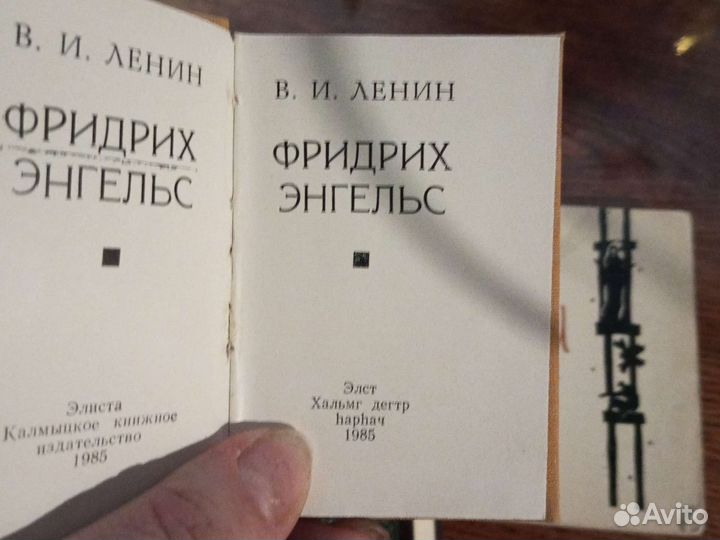 В. И. ЛЕНИН
ФРИДРИХ
ЭНГЕЛЬС
Элиста
Калмыцкое книжное
издательство
1985
В. И. ЛЕНИН
ФРИДРИХ
ЭНГЕЛЬС
Элст
Хальмг дегтр
һарһач
1985
Avito